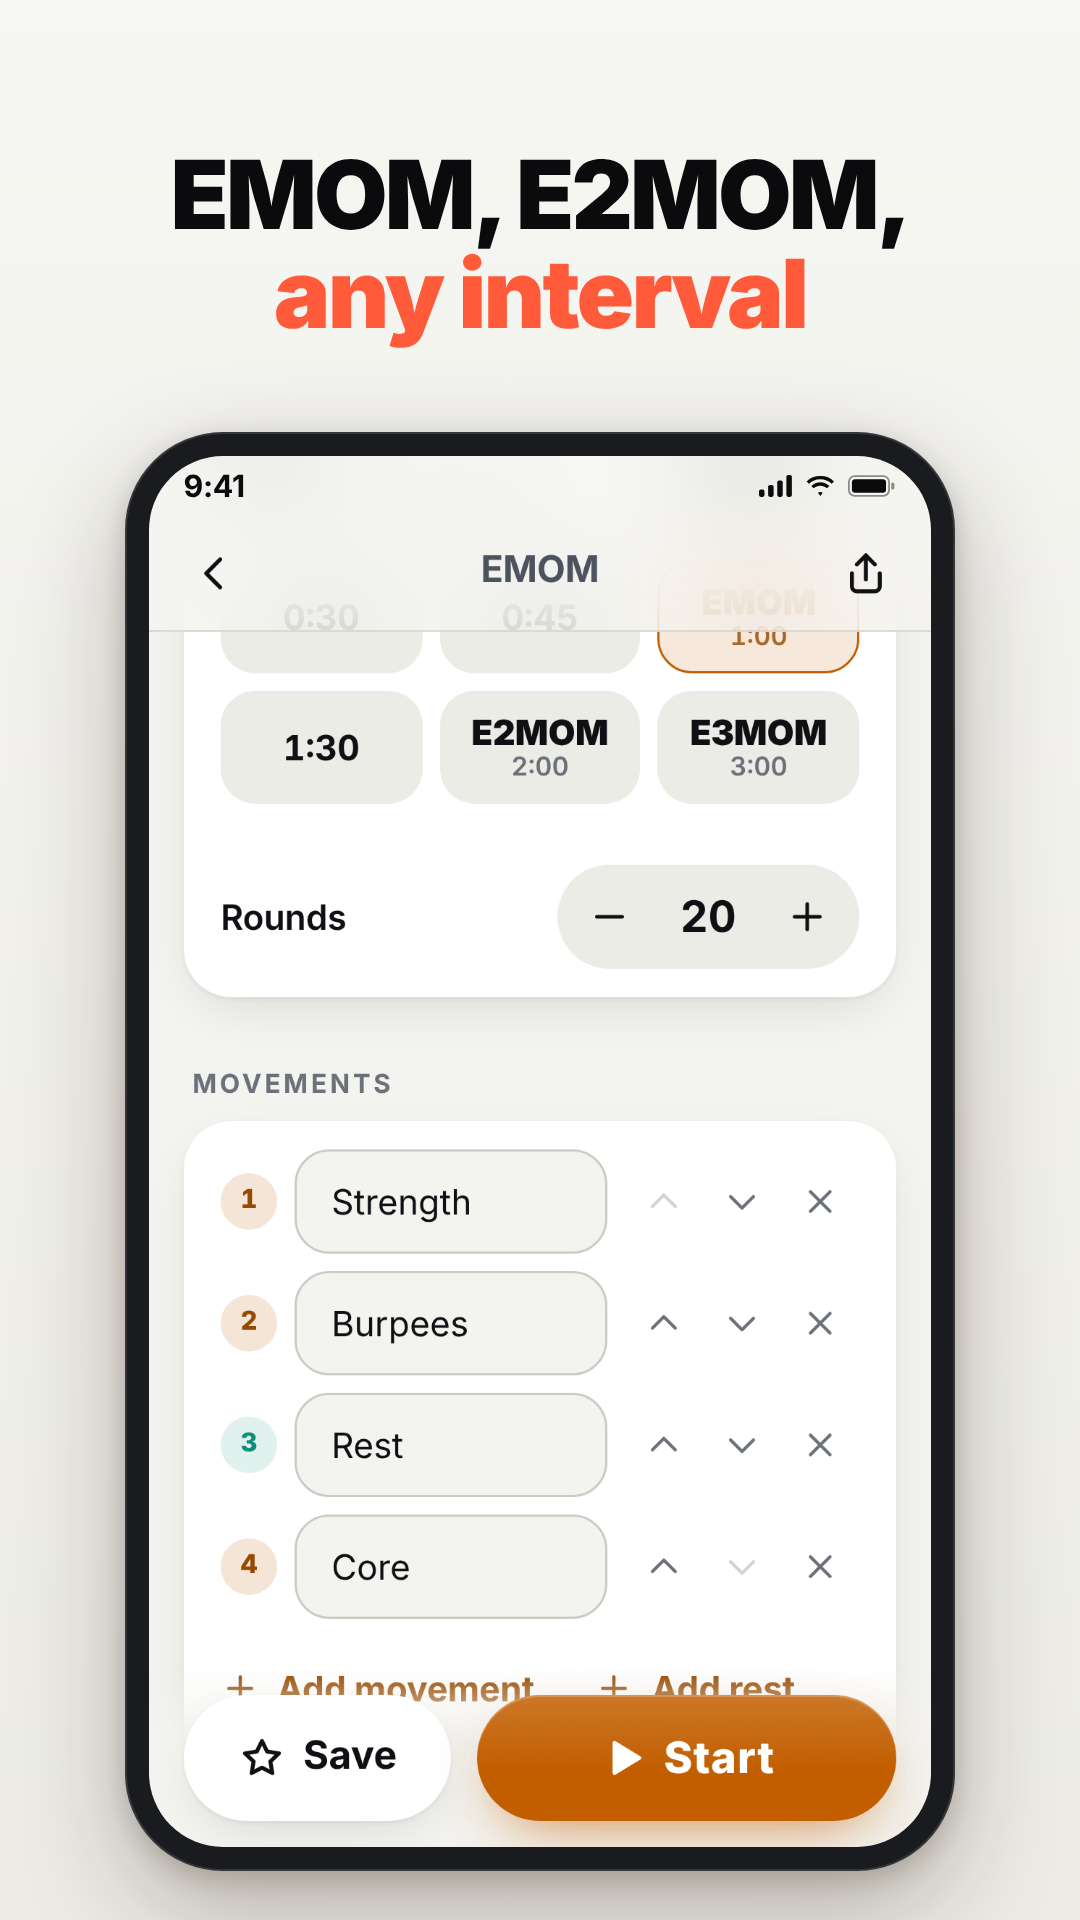 EMOM, E2MOM,
any interval
9:41
EMOM
0:30
0:45
EMOM
1:00
1:30
E2MOM
2:00
E3MOM
3:00
Rounds
20
MOVEMENTS
1
Strength
2
Burpees
3
Rest
4
Core
Add movement
Add rest
Save
Start